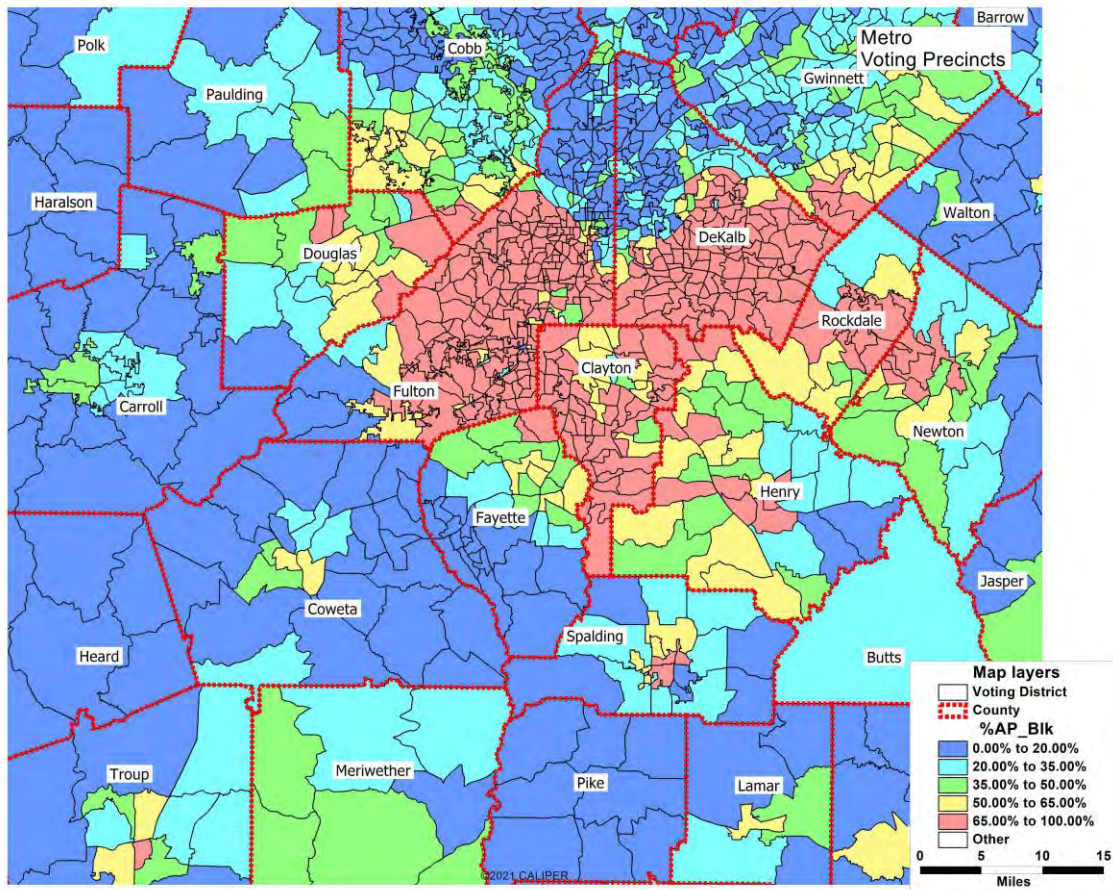 Barrow
Polk
Cobb
Metro
Voting Precincts
Gwinnett
Paulding
Haralson
Walton
Douglas
DeKalb
Rockdale
Clayton
Fulton
Carroll
Newton
Henry
Fayette
Jasper
Coweta
Spalding
Heard
Butts
Map layers
Voting District
County
%AP_Blk
0.00% to 20.00%
20.00% to 35.00%
35.00% to 50.00%
50.00% to 65.00%
65.00% to 100.00%
Other
0 5 10 15
Miles
Troup
Meriwether
Pike
Lamar
©2021 CALIPER